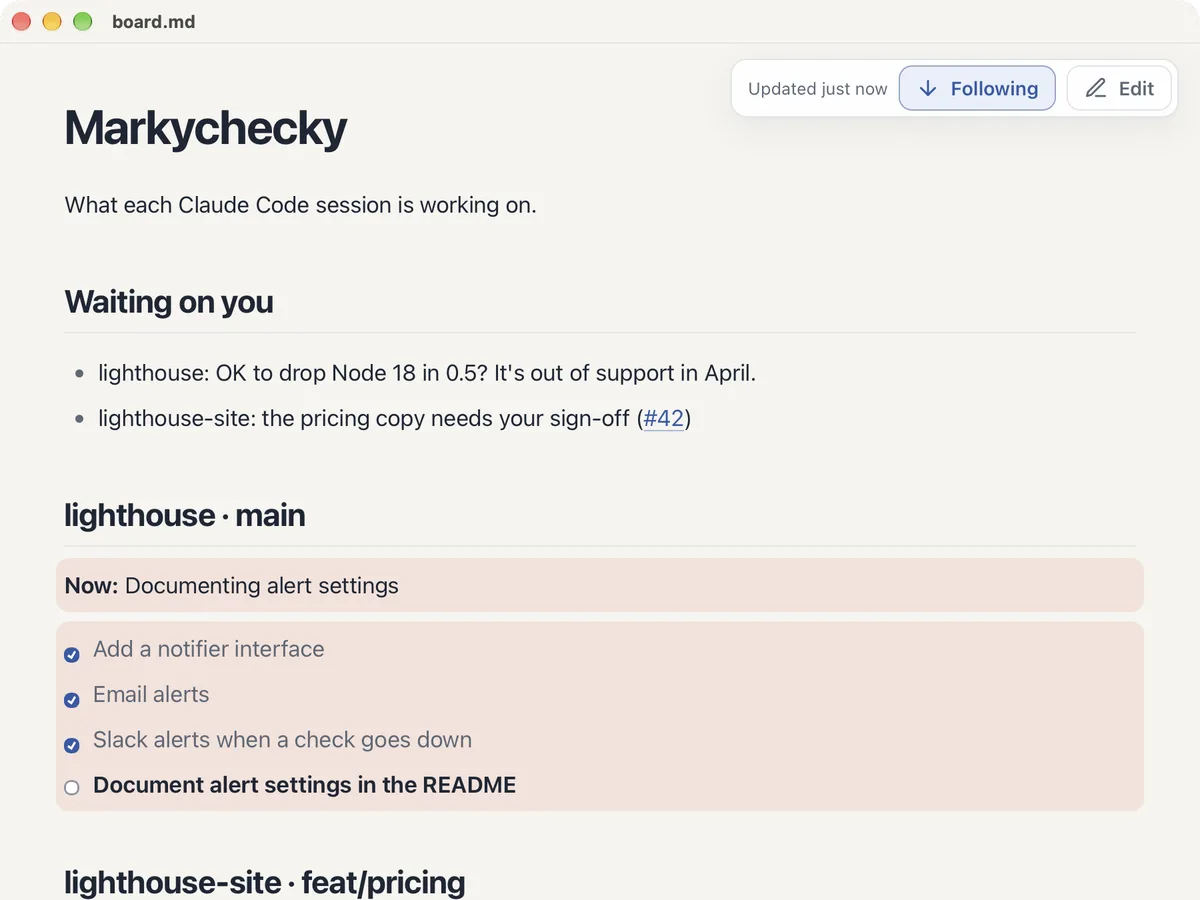 board.md
Updated just now
Following
Edit
Markychecky
What each Claude Code session is working on.
Waiting on you
lighthouse: OK to drop Node 18 in 0.5? It's out of support in April.
lighthouse-site: the pricing copy needs your sign-off (#42)
lighthouse · main
Now: Documenting alert settings
Add a notifier interface
Email alerts
Slack alerts when a check goes down
Document alert settings in the README
lighthouse-site · feat/pricing